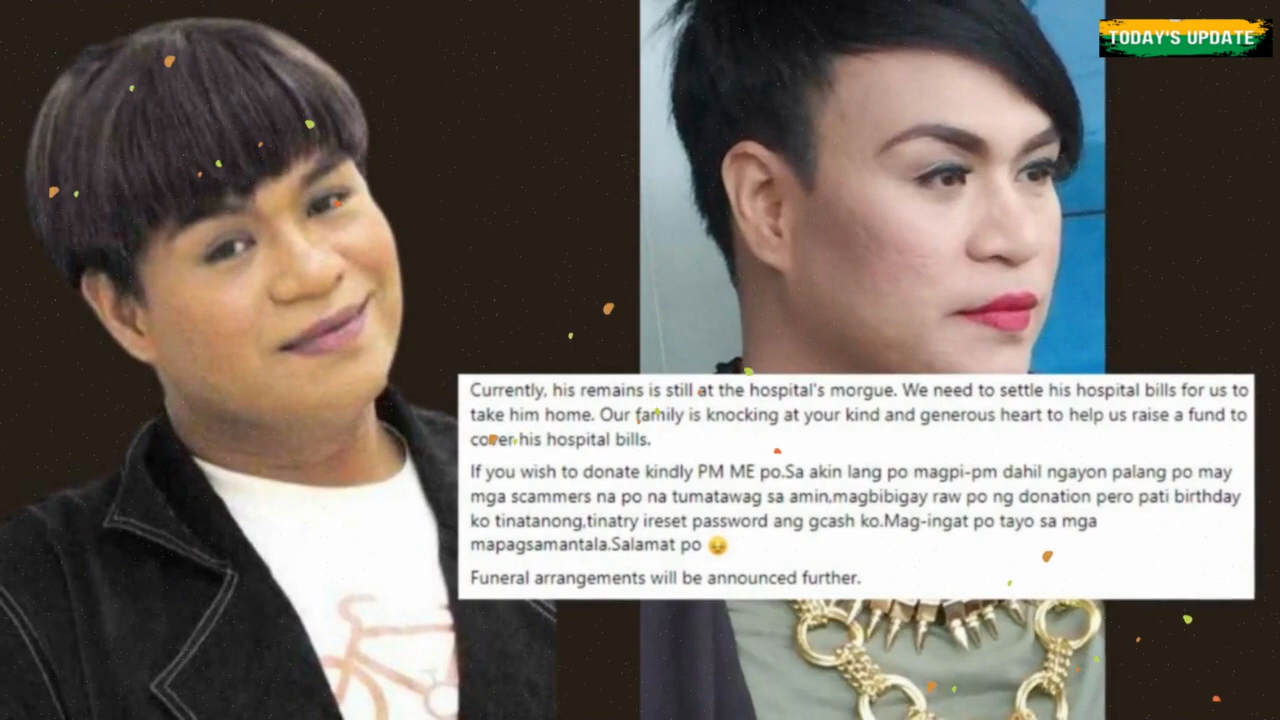 TODAY'S UPDATE
Currently, his remains is still at the hospital's morgue. We need to settle his hospital bills for us to
take him home. Our family is knocking at your kind and generous heart to help us raise a fund to
cover his hospital bills.
If you wish to donate kindly PM ME po.Sa akin lang po magpi-pm dahil ngayon palang po may
mga scammers na po na tumatawag sa amin,magbibigay raw po ng donation pero pati birthday
ko tinatanong,tinatry ireset password ang gcash ko.Mag-ingat po tayo sa mga
mapagsamantala.Salamat po 😣
Funeral arrangements will be announced further.